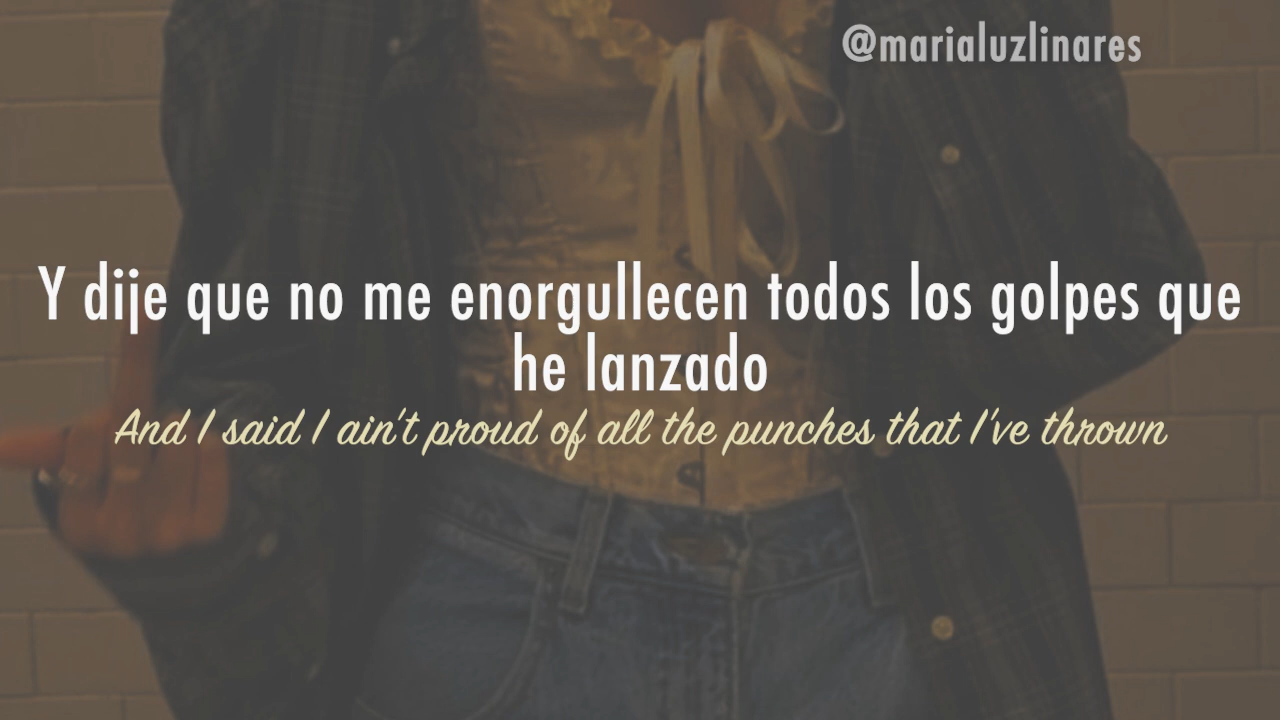 @marialuzlinares
Y dije que no me enorgullecen todos los golpes que
he lanzado
And I said I ain't proud of all the punches that I've thrown